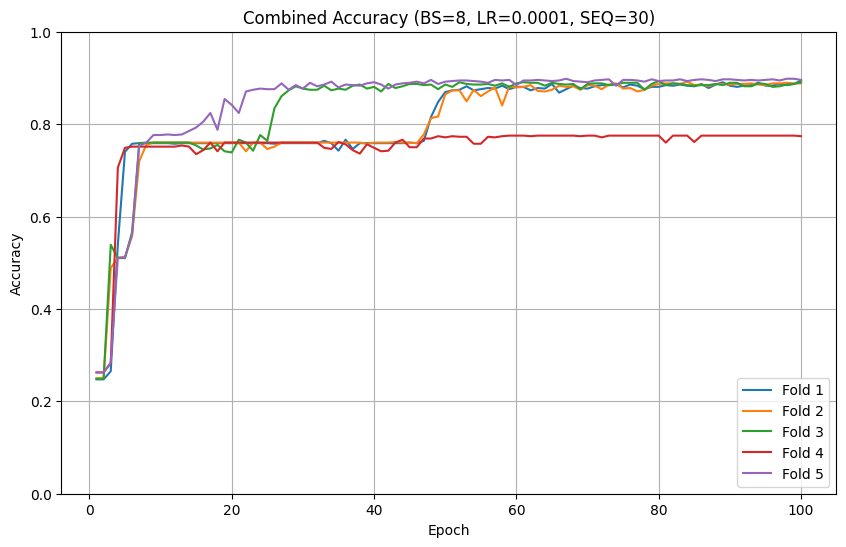 Combined Accuracy (BS=8, LR=0.0001, SEQ=30)
1.0
0.8
0.6
0.4
0.2
0.0
Accuracy
0 20 40 60 80 100
Epoch
Fold 1
Fold 2
Fold 3
Fold 4
Fold 5